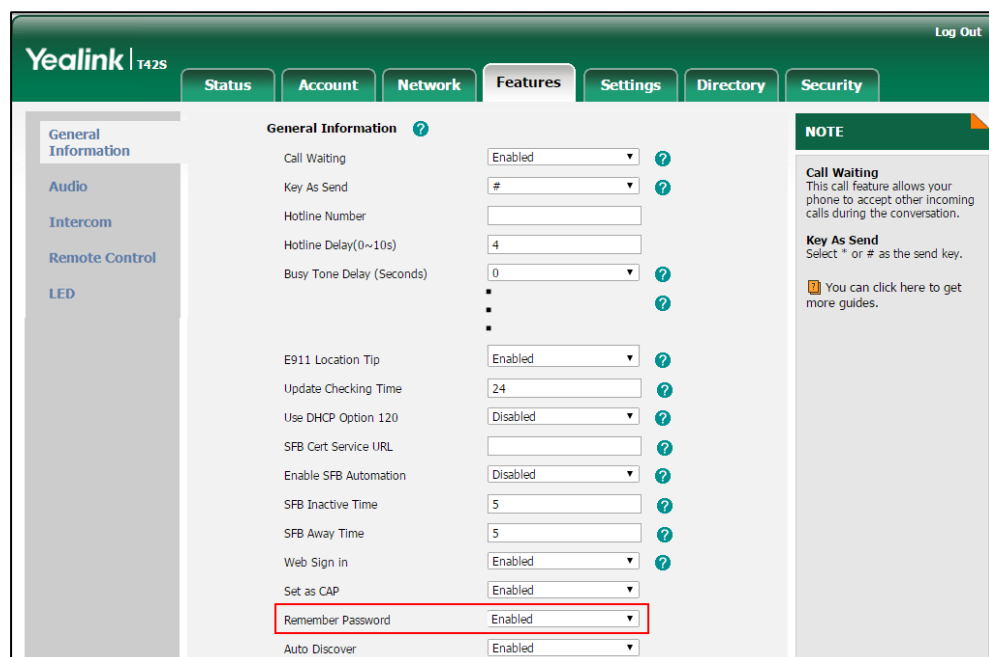 Log Out
Yealink | T42S
Status Account Network Features Settings Directory Security
General Information
Audio
Intercom
Remote Control
LED
General Information ?
Call Waiting Enabled ?
Key As Send # ?
Hotline Number
Hotline Delay(0~10s) 4
Busy Tone Delay (Seconds) 0 ?
?
E911 Location Tip Enabled ?
Update Checking Time 24 ?
Use DHCP Option 120 Disabled ?
SFB Cert Service URL ?
Enable SFB Automation Disabled ?
SFB Inactive Time 5 ?
SFB Away Time 5 ?
Web Sign in Enabled ?
Set as CAP Enabled
Remember Password Enabled
Auto Discover Enabled
NOTE
Call Waiting
This call feature allows your
phone to accept other incoming
calls during the conversation.
Key As Send
Select * or # as the send key.
? You can click here to get
more guides.